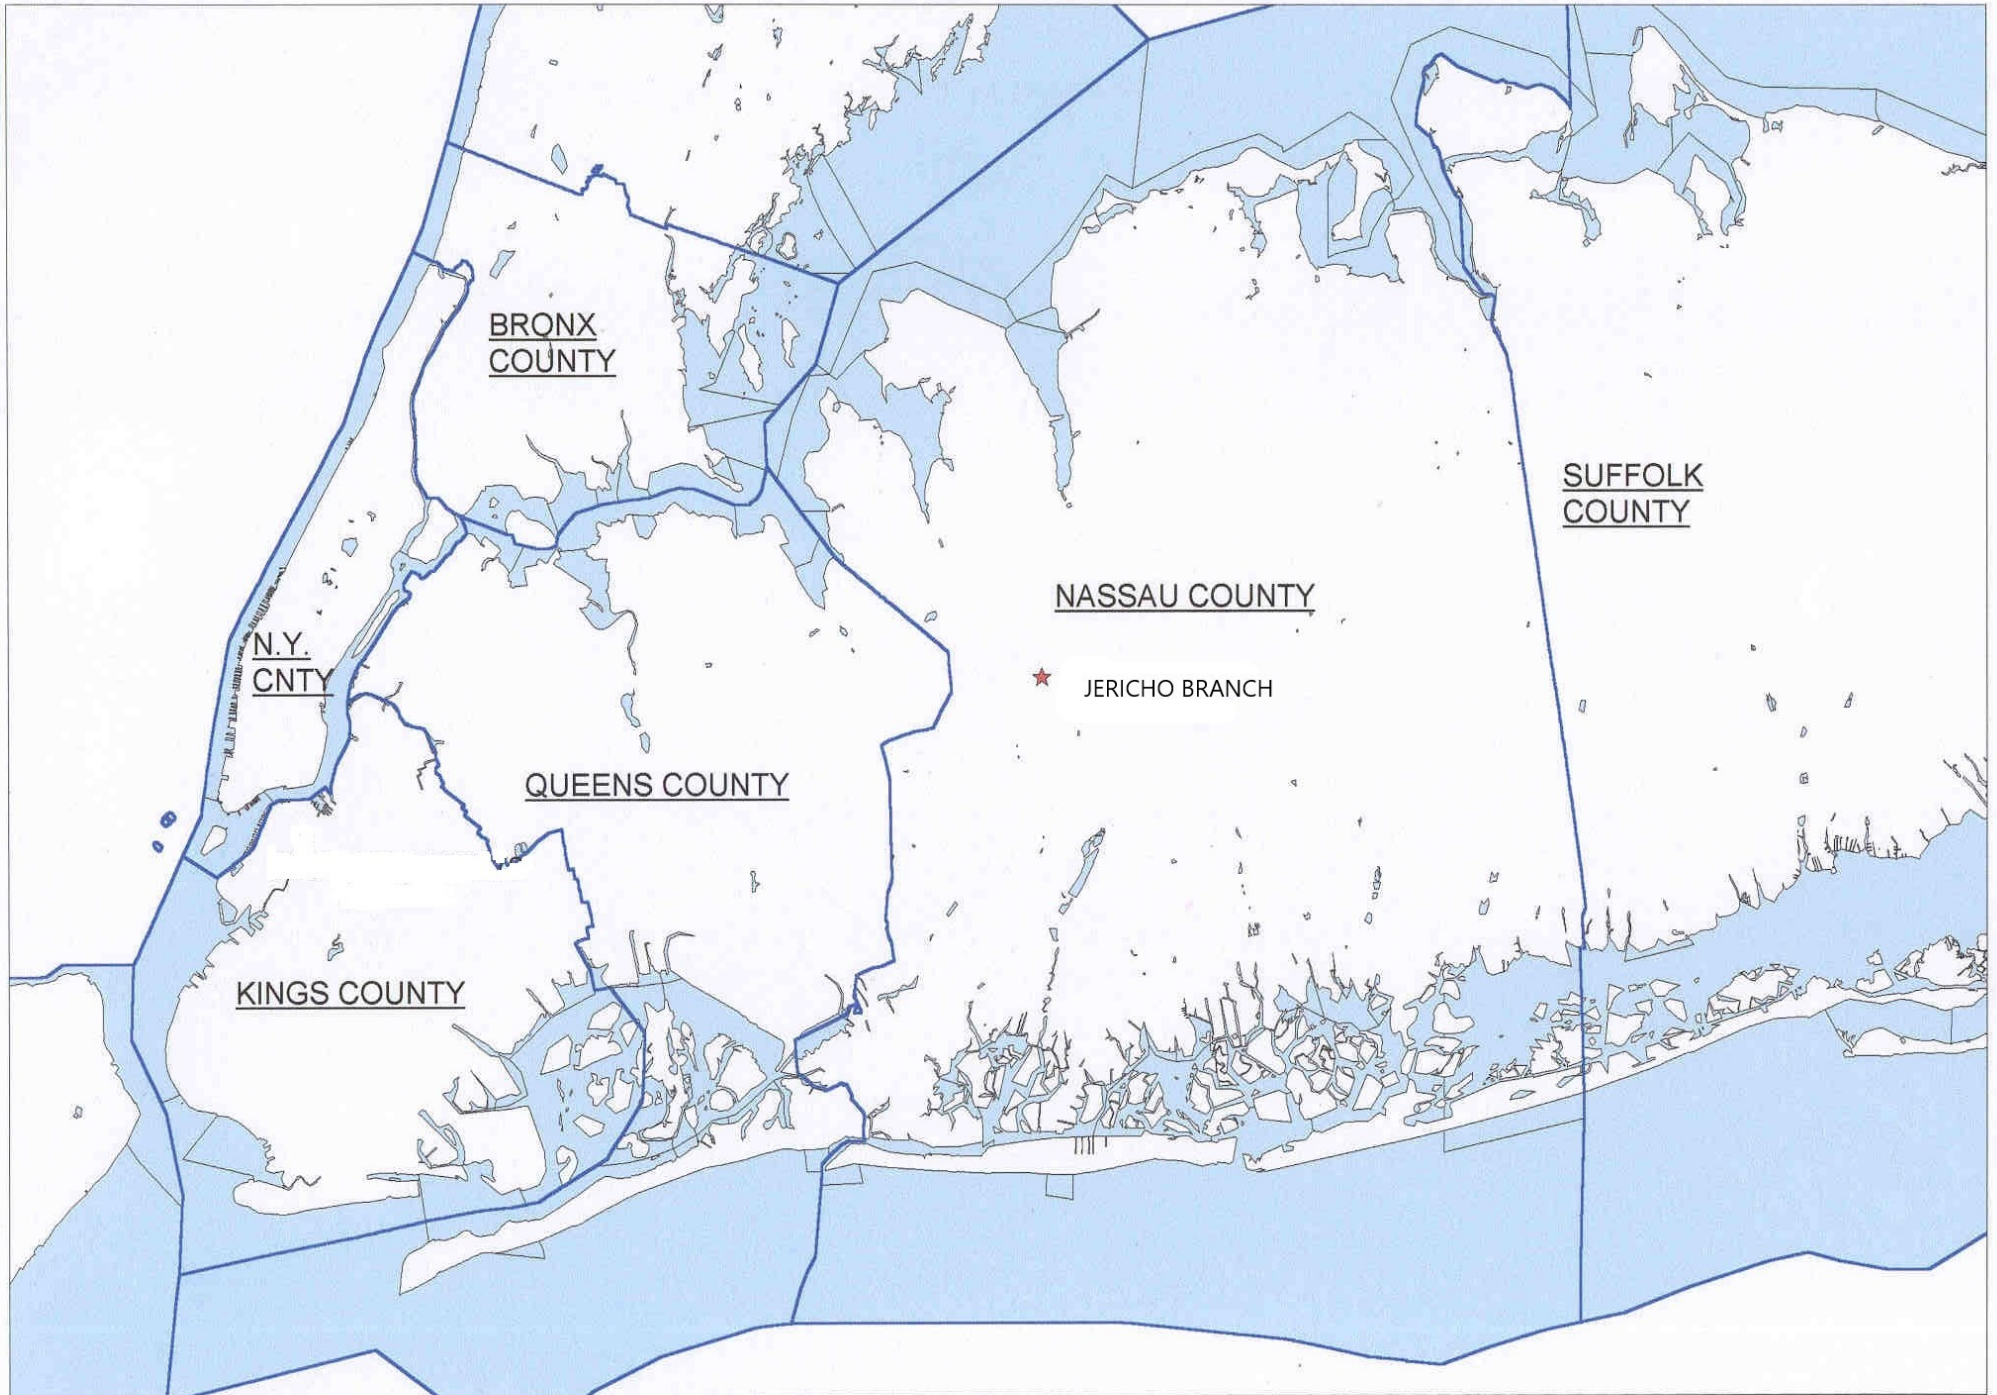 BRONX
COUNTY
SUFFOLK
COUNTY
NASSAU COUNTY
N.Y.
CNTY
JERICHO BRANCH
QUEENS COUNTY
KINGS COUNTY